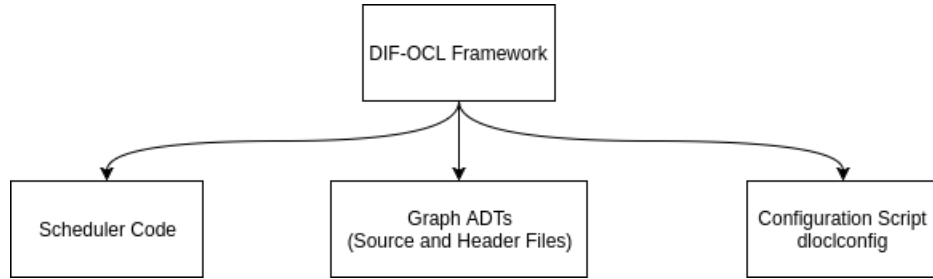 DIF-OCL Framework
Scheduler Code
Graph ADTs
(Source and Header Files)
Configuration Script
dloclconfig